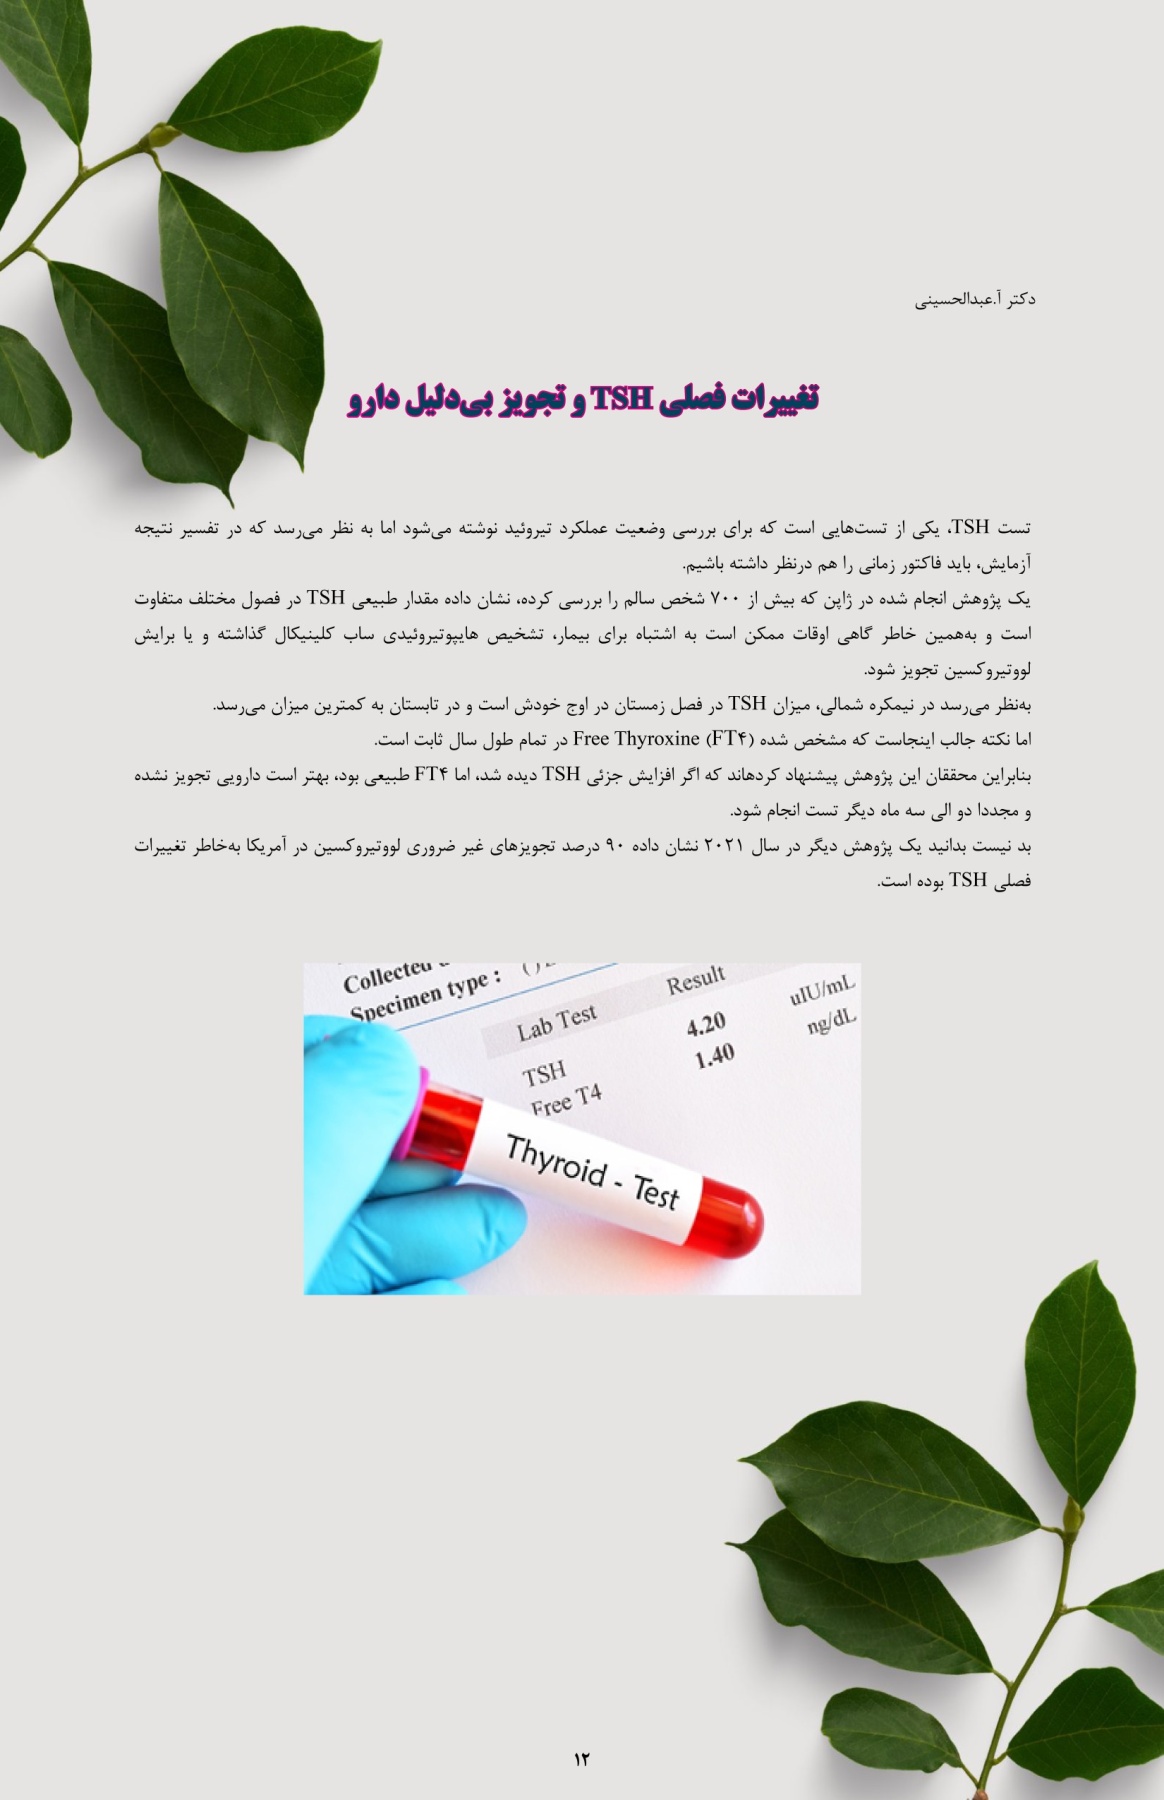 دکتر آ.عبدالحسینی
تغییرات فصلی TSH و تجویز بی‌دلیل دارو
تست TSH، یکی از تست‌هایی است که برای بررسی وضعیت عملکرد تیروئید نوشته می‌شود اما به نظر می‌رسد که در تفسیر نتیجه
آزمایش، باید فاکتور زمانی را هم درنظر داشته باشیم.
یک پژوهش انجام شده در ژاپن که بیش از ۷۰۰ شخص سالم را بررسی کرده، نشان داده مقدار طبیعی TSH در فصول مختلف متفاوت
است و به‌همین خاطر گاهی اوقات ممکن است به اشتباه برای بیمار، تشخیص هایپوتیروئیدی ساب کلینیکال گذاشته و یا برایش
لووتیروکسین تجویز شود.
به‌نظر می‌رسد در نیمکره شمالی، میزان TSH در فصل زمستان در اوج خودش است و در تابستان به کمترین میزان می‌رسد.
اما نکته جالب اینجاست که مشخص شده Free Thyroxine (FT۴) در تمام طول سال ثابت است.
بنابراین محققان این پژوهش پیشنهاد کرده‌اند که اگر افزایش جزئی TSH دیده شد، اما FT۴ طبیعی بود، بهتر است دارویی تجویز نشده
و مجددا دو الی سه ماه دیگر تست انجام شود.
بد نیست بدانید یک پژوهش دیگر در سال ۲۰۲۱ نشان داده ۹۰ درصد تجویزهای غیر ضروری لووتیروکسین در آمریکا به‌خاطر تغییرات
فصلی TSH بوده است.
Collected
Specimen type : ()
Lab Test Result
TSH 4.20 uIU/mL
Free T4 1.40 ng/dL
Thyroid - Test
۱۲